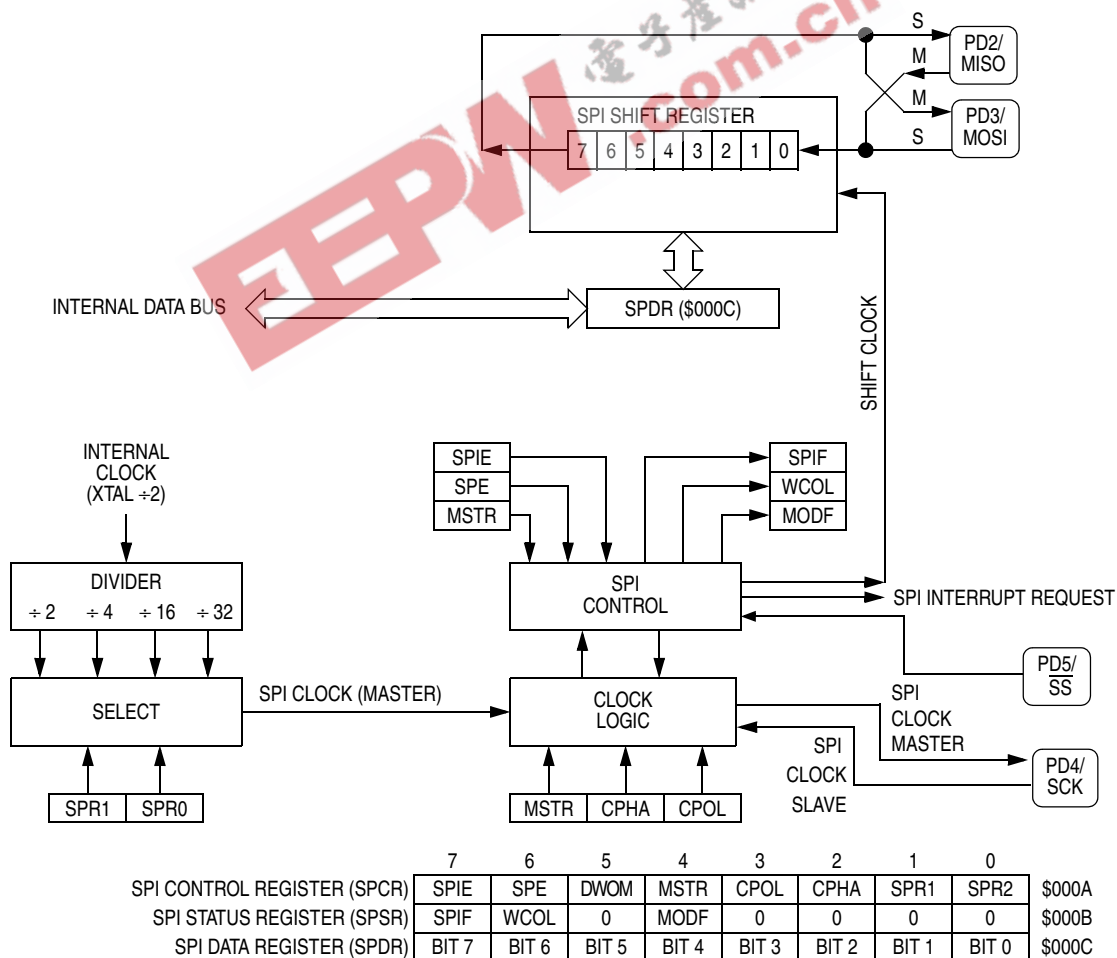 S
PD2/
MISO
M
M
PD3/
MOSI
S
EEPW
.com.cn
SPI SHIFT REGISTER
7 6 5 4 3 2 1 0
INTERNAL DATA BUS
SPDR ($000C)
SHIFT CLOCK
INTERNAL
CLOCK
(XTAL ÷2)
SPIE
SPE
MSTR
SPIF
WCOL
MODF
DIVIDER
÷ 2 ÷ 4 ÷ 16 ÷ 32
SPI
CONTROL
SPI INTERRUPT REQUEST
PD5/
SS
SELECT
SPI CLOCK (MASTER)
CLOCK
LOGIC
SPI
CLOCK
MASTER
SPI
CLOCK
SLAVE
PD4/
SCK
SPR1 SPR0
MSTR CPHA CPOL
7 6 5 4 3 2 1 0
SPI CONTROL REGISTER (SPCR) SPIE SPE DWOM MSTR CPOL CPHA SPR1 SPR2 $000A
SPI STATUS REGISTER (SPSR) SPIF WCOL 0 MODF 0 0 0 0 $000B
SPI DATA REGISTER (SPDR) BIT 7 BIT 6 BIT 5 BIT 4 BIT 3 BIT 2 BIT 1 BIT 0 $000C